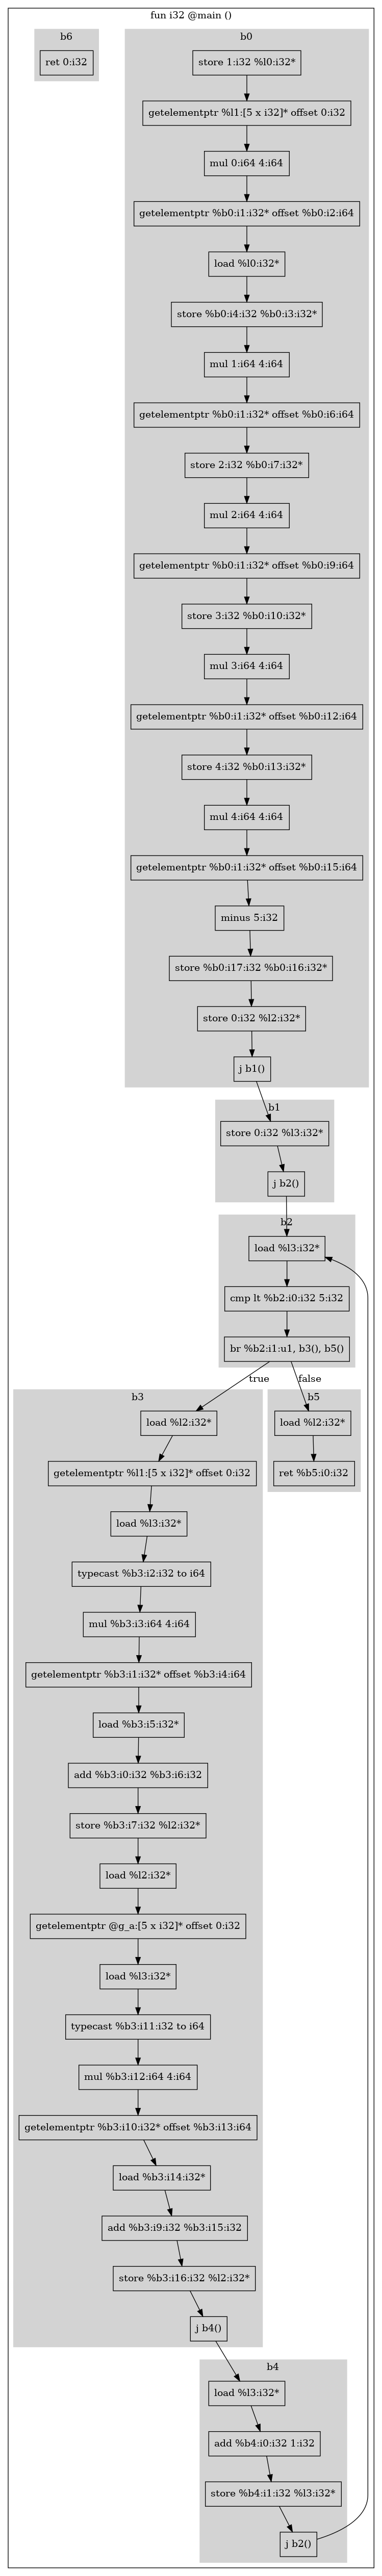 fun i32 @main ()
b6
ret 0:i32
b0
store 1:i32 %l0:i32*
getelementptr %l1:[5 x i32]* offset 0:i32
mul 0:i64 4:i64
getelementptr %b0:i1:i32* offset %b0:i2:i64
load %l0:i32*
store %b0:i4:i32 %b0:i3:i32*
mul 1:i64 4:i64
getelementptr %b0:i1:i32* offset %b0:i6:i64
store 2:i32 %b0:i7:i32*
mul 2:i64 4:i64
getelementptr %b0:i1:i32* offset %b0:i9:i64
store 3:i32 %b0:i10:i32*
mul 3:i64 4:i64
getelementptr %b0:i1:i32* offset %b0:i12:i64
store 4:i32 %b0:i13:i32*
mul 4:i64 4:i64
getelementptr %b0:i1:i32* offset %b0:i15:i64
minus 5:i32
store %b0:i17:i32 %b0:i16:i32*
store 0:i32 %l2:i32*
j b1()
b1
store 0:i32 %l3:i32*
j b2()
b2
load %l3:i32*
cmp lt %b2:i0:i32 5:i32
br %b2:i1:u1, b3(), b5()
true
false
b3
load %l2:i32*
getelementptr %l1:[5 x i32]* offset 0:i32
load %l3:i32*
typecast %b3:i2:i32 to i64
mul %b3:i3:i64 4:i64
getelementptr %b3:i1:i32* offset %b3:i4:i64
load %b3:i5:i32*
add %b3:i0:i32 %b3:i6:i32
store %b3:i7:i32 %l2:i32*
load %l2:i32*
getelementptr @g_a:[5 x i32]* offset 0:i32
load %l3:i32*
typecast %b3:i11:i32 to i64
mul %b3:i12:i64 4:i64
getelementptr %b3:i10:i32* offset %b3:i13:i64
load %b3:i14:i32*
add %b3:i9:i32 %b3:i15:i32
store %b3:i16:i32 %l2:i32*
j b4()
b5
load %l2:i32*
ret %b5:i0:i32
b4
load %l3:i32*
add %b4:i0:i32 1:i32
store %b4:i1:i32 %l3:i32*
j b2()